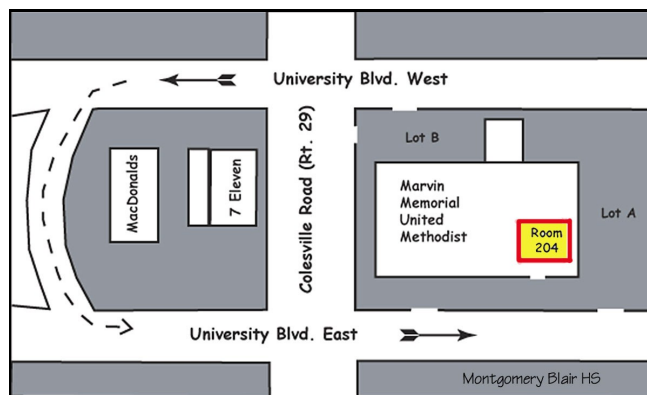 University Blvd. West
Lot B
MacDonalds
7 Eleven
Colesville Road (Rt. 29)
Marvin
Memorial
United
Methodist
Room
204
Lot A
University Blvd. East
Montgomery Blair HS